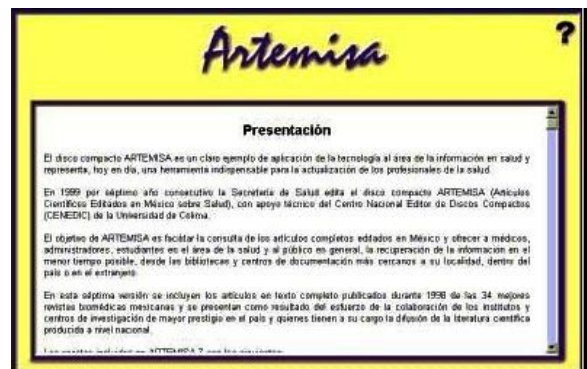 Artemisa
?
Presentación
El disco compacto ARTEMISA es un claro ejemplo de aplicación de la tecnología al área de la información en salud y
representa, hoy en día, una herramienta indispensable para la actualización de los profesionales de la salud.
En 1999 por séptimo año consecutivo la Secretaría de Salud edita el disco compacto ARTEMISA (Artículos
Científicos Editados en México sobre Salud), con apoyo técnico del Centro Nacional Editor de Discos Compactos
(CENEDIC) de la Universidad de Colima.
El objetivo de ARTEMISA es facilitar la consulta de los artículos completos editados en México y ofrecer a médicos,
administradores, estudiantes en el área de la salud y al público en general, la recuperación de la información en el
menor tiempo posible, desde las bibliotecas y centros de documentación más cercanos a su localidad, dentro del
país o en el extranjero.
En esta séptima versión se incluyen los artículos en texto completo publicados durante 1998 de las 34 mejores
revistas biomédicas mexicanas y se presentan como resultado del esfuerzo de la colaboración de los institutos y
centros de investigación de mayor prestigio en el país y quienes tienen a su cargo la difusión de la literatura científica
producida a nivel nacional.